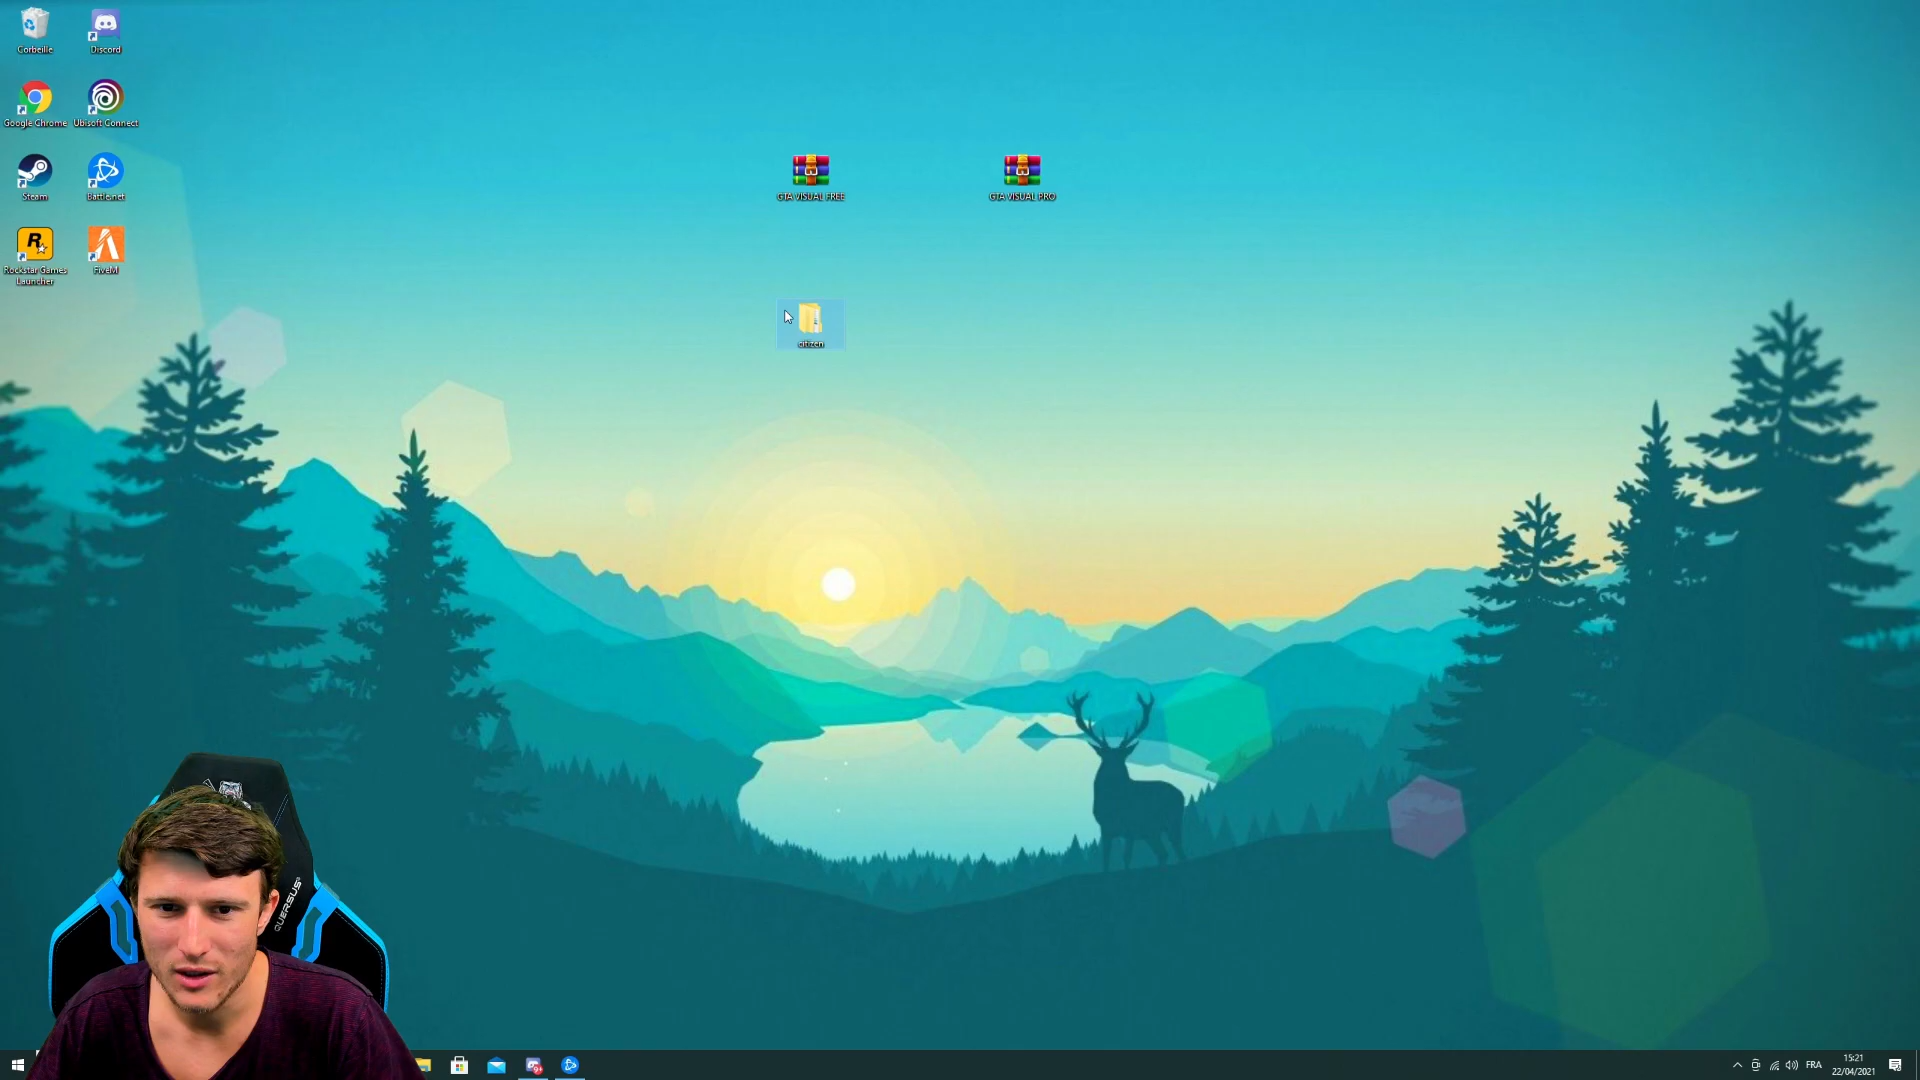 Corbeille
Discord
Google Chrome
Ubisoft Connect
Steam
Battle.net
Rockstar Games
Launcher
FiveM
GTA VISUAL FREE
GTA VISUAL PRO
citizen
QUERSUS
FRA
15:21
22/04/2021